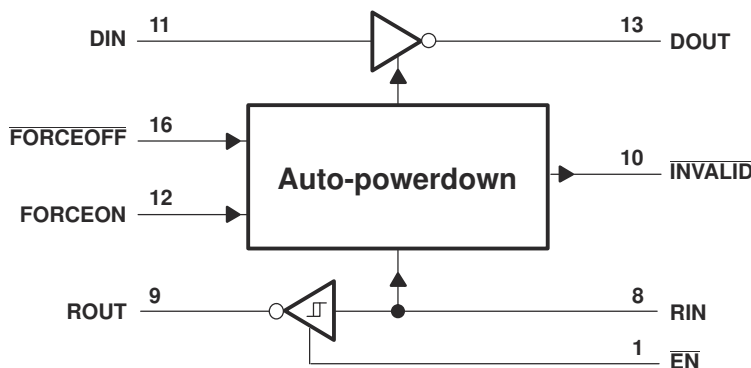 DIN 11 13 DOUT
FORCEOFF 16
Auto-powerdown 10 INVALID
FORCEON 12
ROUT 9 8 RIN
1 EN